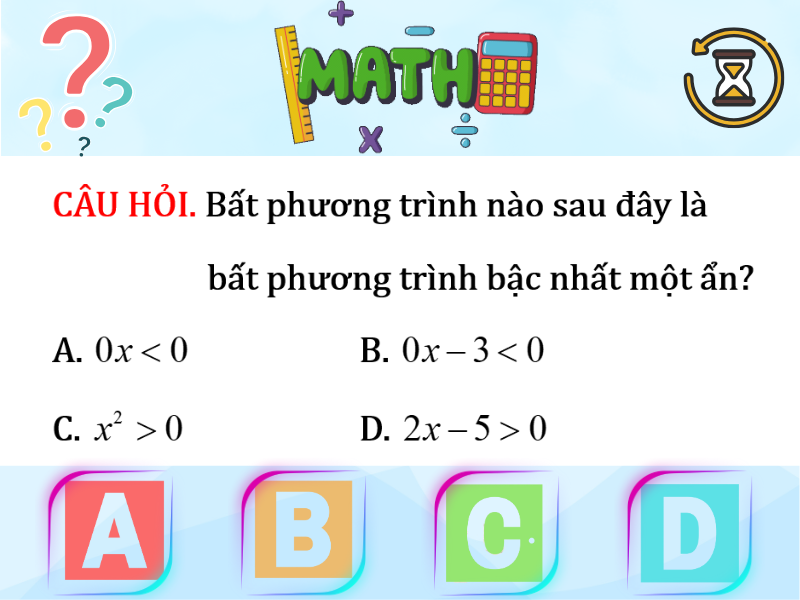 MATH
CÂU HỎI. Bất phương trình nào sau đây là
bất phương trình bậc nhất một ẩn?
A. 0x < 0 B. 0x − 3 < 0
C. x² > 0 D. 2x − 5 > 0
A B C D